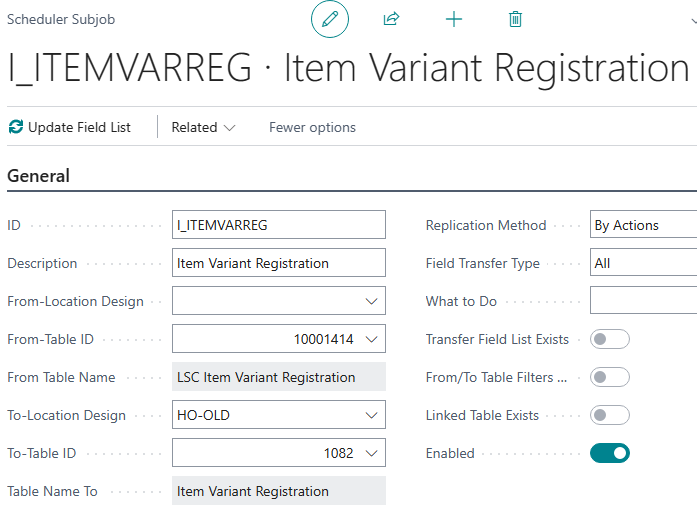 Scheduler Subjob
I_ITEMVARREG · Item Variant Registration
Update Field List
Related
Fewer options
General
ID
I_ITEMVARREG
Replication Method
By Actions
Description
Item Variant Registration
Field Transfer Type
All
From-Location Design
What to Do
From-Table ID
10001414
Transfer Field List Exists
From Table Name
LSC Item Variant Registration
From/To Table Filters ...
To-Location Design
HO-OLD
Linked Table Exists
To-Table ID
1082
Enabled
Table Name To
Item Variant Registration